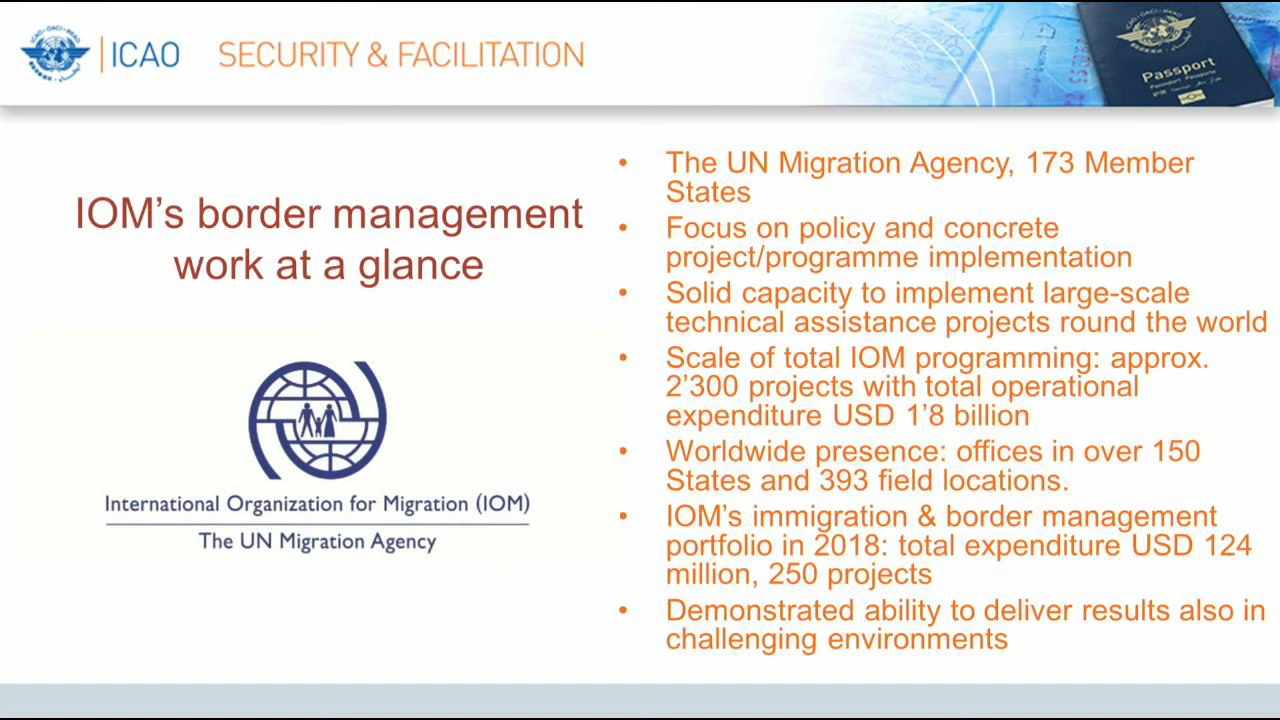 ICAO SECURITY & FACILITATION
Passport
IOM's border management
work at a glance
International Organization for Migration (IOM)
The UN Migration Agency
• The UN Migration Agency, 173 Member
States
• Focus on policy and concrete
project/programme implementation
• Solid capacity to implement large-scale
technical assistance projects round the world
• Scale of total IOM programming: approx.
2’300 projects with total operational
expenditure USD 1’8 billion
• Worldwide presence: offices in over 150
States and 393 field locations.
• IOM’s immigration & border management
portfolio in 2018: total expenditure USD 124
million, 250 projects
• Demonstrated ability to deliver results also in
challenging environments